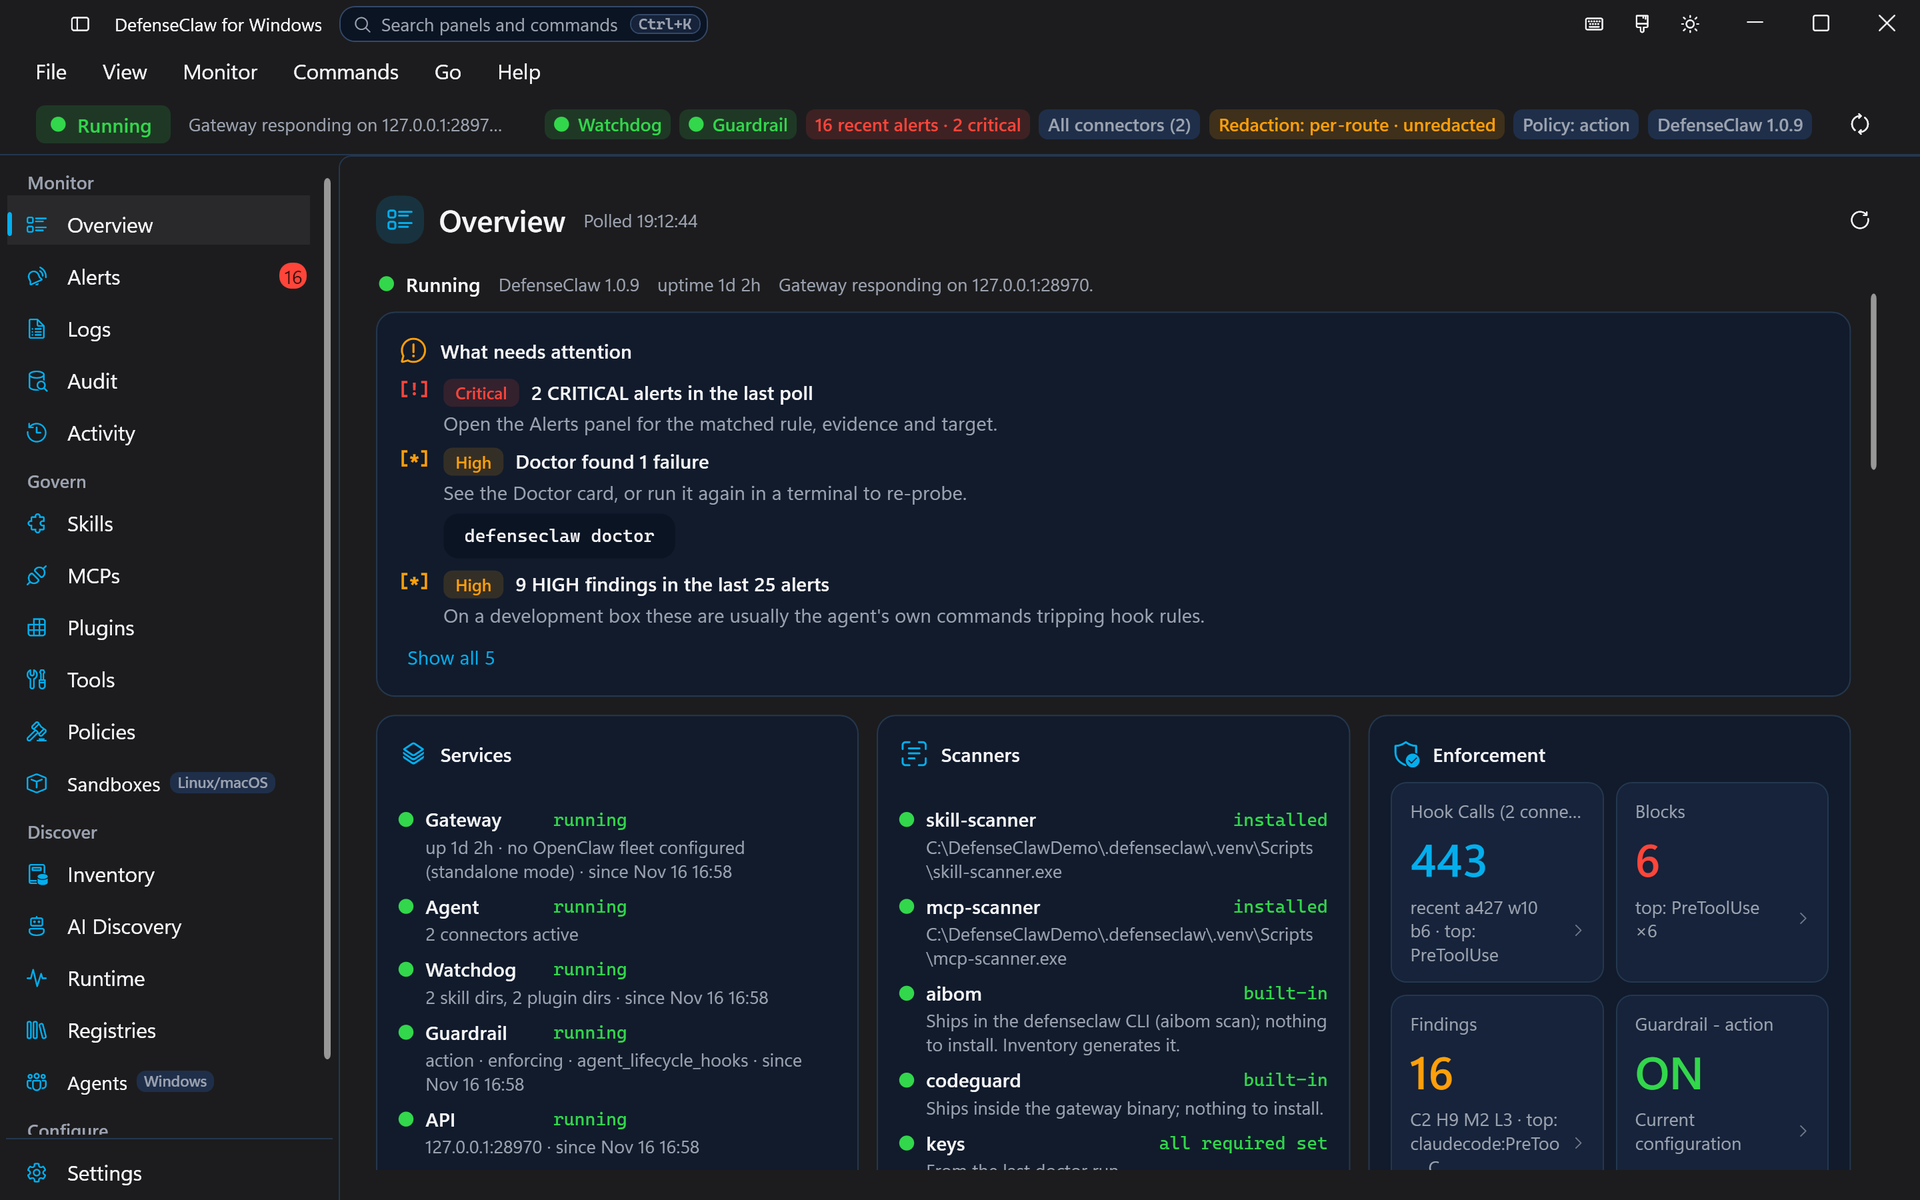 DefenseClaw for Windows
Search panels and commands Ctrl+K
File View Monitor Commands Go Help
Running Gateway responding on 127.0.0.1:2897... Watchdog Guardrail 16 recent alerts · 2 critical All connectors (2) Redaction: per-route · unredacted Policy: action DefenseClaw 1.0.9
Monitor
Overview
Alerts 16
Logs
Audit
Activity
Govern
Skills
MCPs
Plugins
Tools
Policies
Sandboxes Linux/macOS
Discover
Inventory
AI Discovery
Runtime
Registries
Agents Windows
Configure
Settings
Overview Polled 19:12:44
Running DefenseClaw 1.0.9 uptime 1d 2h Gateway responding on 127.0.0.1:28970.
What needs attention
[!] Critical 2 CRITICAL alerts in the last poll
Open the Alerts panel for the matched rule, evidence and target.
[*] High Doctor found 1 failure
See the Doctor card, or run it again in a terminal to re-probe.
defenseclaw doctor
[*] High 9 HIGH findings in the last 25 alerts
On a development box these are usually the agent's own commands tripping hook rules.
Show all 5
Services
Gateway running
up 1d 2h · no OpenClaw fleet configured
(standalone mode) · since Nov 16 16:58
Agent running
2 connectors active
Watchdog running
2 skill dirs, 2 plugin dirs · since Nov 16 16:58
Guardrail running
action · enforcing · agent_lifecycle_hooks · since
Nov 16 16:58
API running
127.0.0.1:28970 · since Nov 16 16:58
Scanners
skill-scanner installed
C:\DefenseClawDemo\.defenseclaw\.venv\Scripts
\skill-scanner.exe
mcp-scanner installed
C:\DefenseClawDemo\.defenseclaw\.venv\Scripts
\mcp-scanner.exe
aibom built-in
Ships in the defenseclaw CLI (aibom scan); nothing
to install. Inventory generates it.
codeguard built-in
Ships inside the gateway binary; nothing to install.
keys all required set
From the last doctor run
Enforcement
Hook Calls (2 conne...
443
recent a427 w10
b6 · top:
PreToolUse
Blocks
6
top: PreToolUse
×6
Findings
16
C2 H9 M2 L3 · top:
claudecode:PreToo
Guardrail - action
ON
Current
configuration